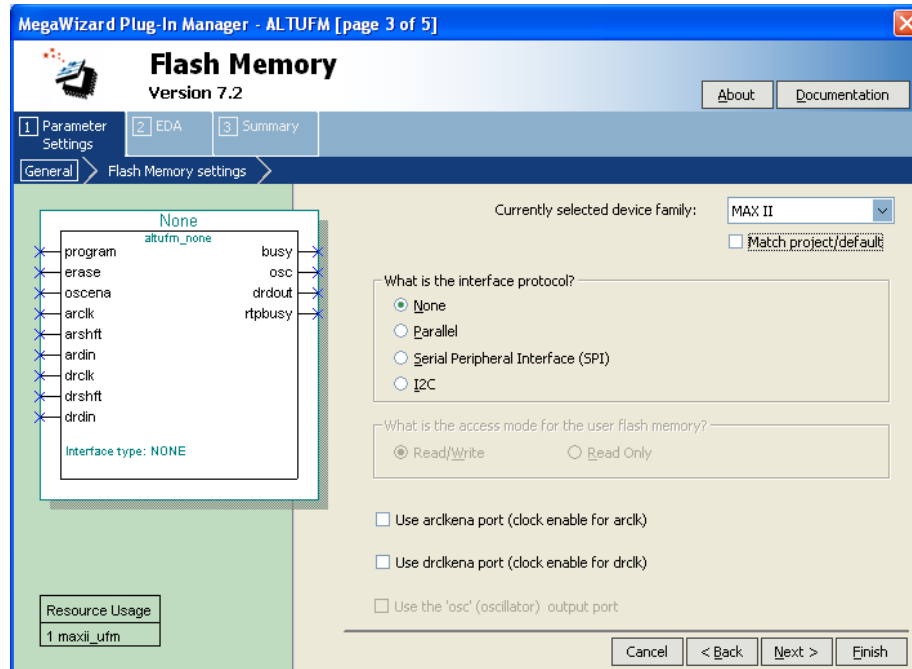 MegaWizard Plug-In Manager - ALTUFM [page 3 of 5]
Flash Memory
Version 7.2
About
Documentation
1 Parameter Settings
2 EDA
3 Summary
General
Flash Memory settings
None
altufm_none
program
erase
oscena
arclk
arshft
ardin
drclk
drshft
drdin
busy
osc
drdout
rtpbusy
Interface type: NONE
Resource Usage
1 maxii_ufm
Currently selected device family:
MAX II
Match project/default
What is the interface protocol?
None
Parallel
Serial Peripheral Interface (SPI)
I2C
What is the access mode for the user flash memory?
Read/Write
Read Only
Use arclkena port (clock enable for arclk)
Use drclkena port (clock enable for drclk)
Use the 'osc' (oscillator) output port
Cancel
< Back
Next >
Finish